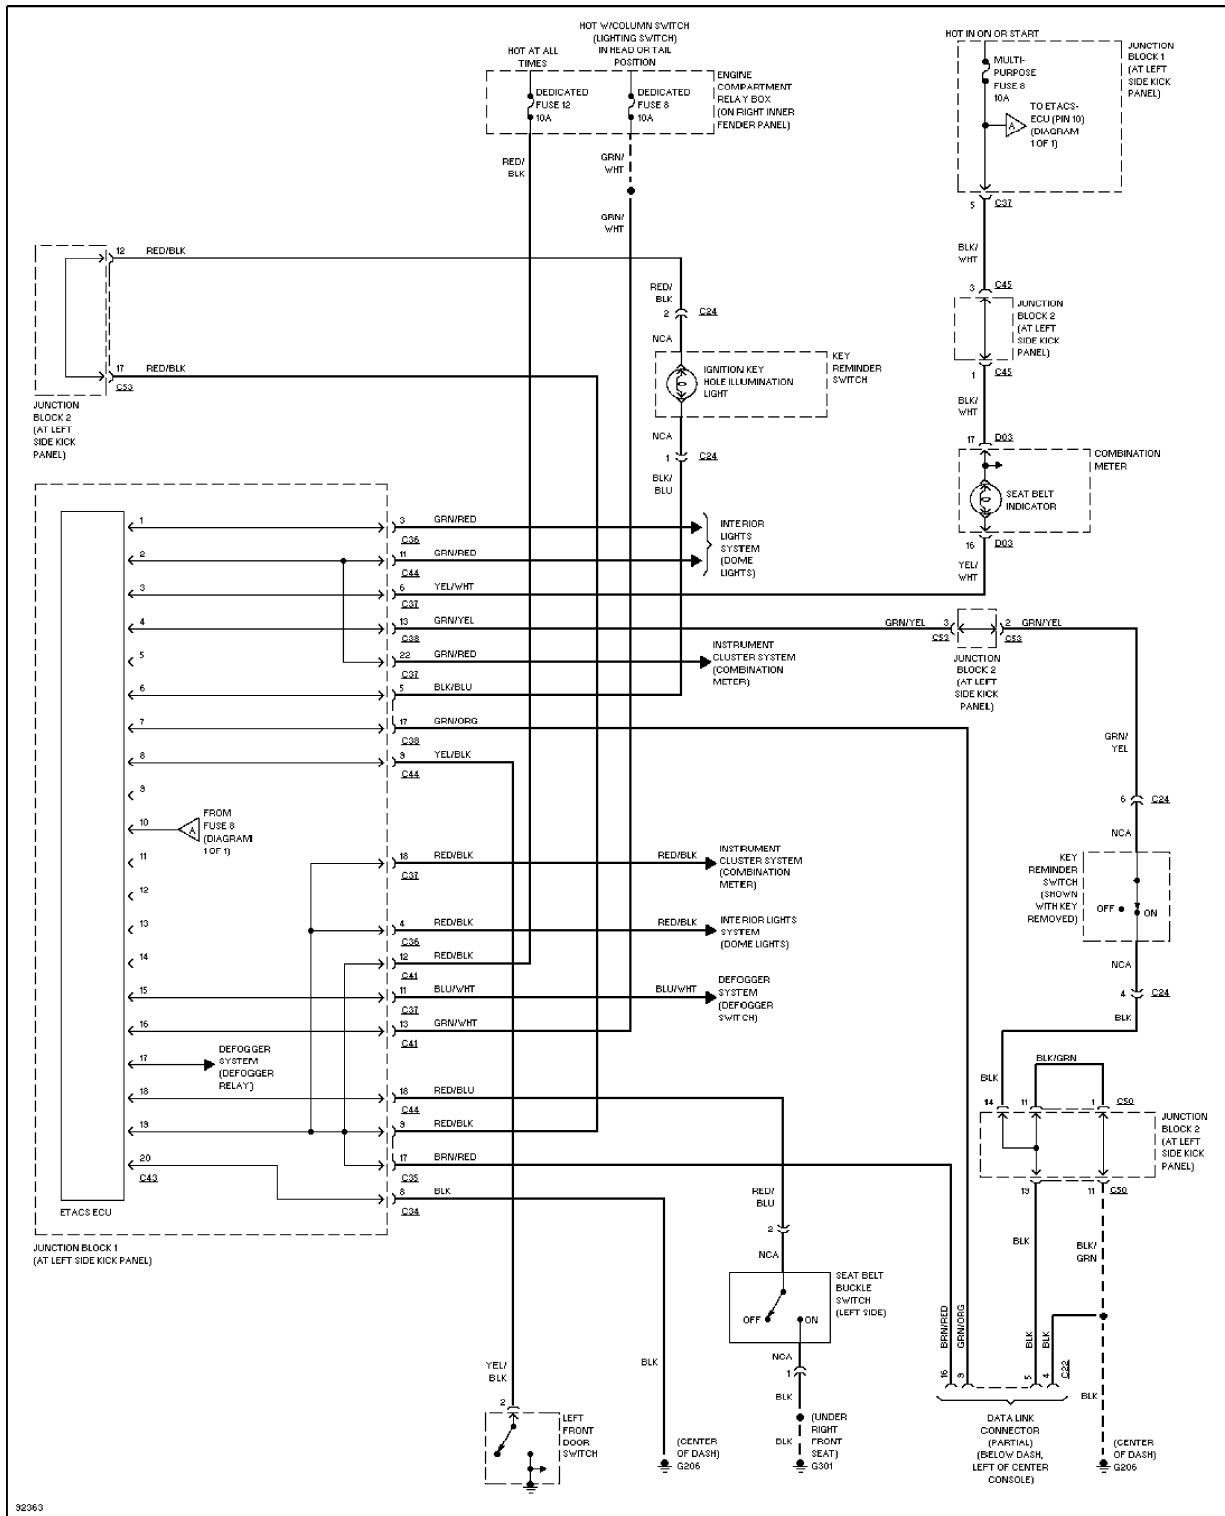 HOT W/COLUMN SWITCH
(LIGHTING SWITCH)
IN HEAD OR TAIL
POSITION
HOT AT ALL
TIMES
HOT IN ON OR START
DEDICATED
FUSE 12
10A
DEDICATED
FUSE 8
10A
ENGINE
COMPARTMENT
RELAY BOX
(ON RIGHT INNER
FENDER PANEL)
MULTI-
PURPOSE
FUSE 8
10A
TO ETACS-
ECU (PIN 10)
(DIAGRAM
1 OF 1)
A
JUNCTION
BLOCK 1
(AT LEFT
SIDE KICK
PANEL)
RED/
BLK
GRN/
WHT
GRN/
WHT
5
C37
BLK/
WHT
3
C45
JUNCTION
BLOCK 2
(AT LEFT
SIDE KICK
PANEL)
1
C45
BLK/
WHT
17
D03
COMBINATION
METER
SEAT BELT
INDICATOR
16
D03
YEL/
WHT
12
RED/BLK
17
RED/BLK
C53
JUNCTION
BLOCK 2
(AT LEFT
SIDE KICK
PANEL)
RED/
BLK
2
C24
NCA
IGNITION KEY
HOLE ILLUMINATION
LIGHT
KEY
REMINDER
SWITCH
NCA
1
C24
BLK/
BLU
1
3
GRN/RED
C36
2
11
GRN/RED
C44
INTERIOR
LIGHTS
SYSTEM
(DOME
LIGHTS)
3
6
YEL/WHT
C37
4
13
GRN/YEL
C38
GRN/YEL
3
C53
2
GRN/YEL
C53
JUNCTION
BLOCK 2
(AT LEFT
SIDE KICK
PANEL)
5
22
GRN/RED
C37
INSTRUMENT
CLUSTER SYSTEM
(COMBINATION
METER)
6
5
BLK/BLU
7
17
GRN/ORG
C38
8
9
YEL/BLK
C44
9
10
A
FROM
FUSE 8
(DIAGRAM
1 OF 1)
11
18
RED/BLK
C37
RED/BLK
INSTRUMENT
CLUSTER SYSTEM
(COMBINATION
METER)
12
13
4
RED/BLK
C36
RED/BLK
INTERIOR LIGHTS
SYSTEM
(DOME LIGHTS)
14
12
RED/BLK
C41
15
11
BLU/WHT
C37
BLU/WHT
DEFOGGER
SYSTEM
(DEFOGGER
SWITCH)
16
13
GRN/WHT
C41
17
DEFOGGER
SYSTEM
(DEFOGGER
RELAY)
18
18
RED/BLU
C44
19
9
RED/BLK
17
BRN/RED
C35
20
C43
8
BLK
C34
ETACS ECU
JUNCTION BLOCK 1
(AT LEFT SIDE KICK PANEL)
GRN/
YEL
6
C24
NCA
KEY
REMINDER
SWITCH
(SHOWN
WITH KEY
REMOVED)
OFF
ON
NCA
4
C24
BLK
BLK/GRN
BLK
14
11
1
C50
JUNCTION
BLOCK 2
(AT LEFT
SIDE KICK
PANEL)
19
11
C50
BLK
BLK/
GRN
RED/
BLU
2
NCA
SEAT BELT
BUCKLE
SWITCH
(LEFT SIDE)
OFF
ON
NCA
1
BLK
(UNDER
RIGHT
FRONT
SEAT)
BLK
G301
YEL/
BLK
2
LEFT
FRONT
DOOR
SWITCH
BLK
(CENTER
OF DASH)
G206
BRN/RED
GRN/ORG
BLK
BLK
16
9
5
4
C22
DATA LINK
CONNECTOR
(PARTIAL)
(BELOW DASH,
LEFT OF CENTER
CONSOLE)
BLK
(CENTER
OF DASH)
G206
92363